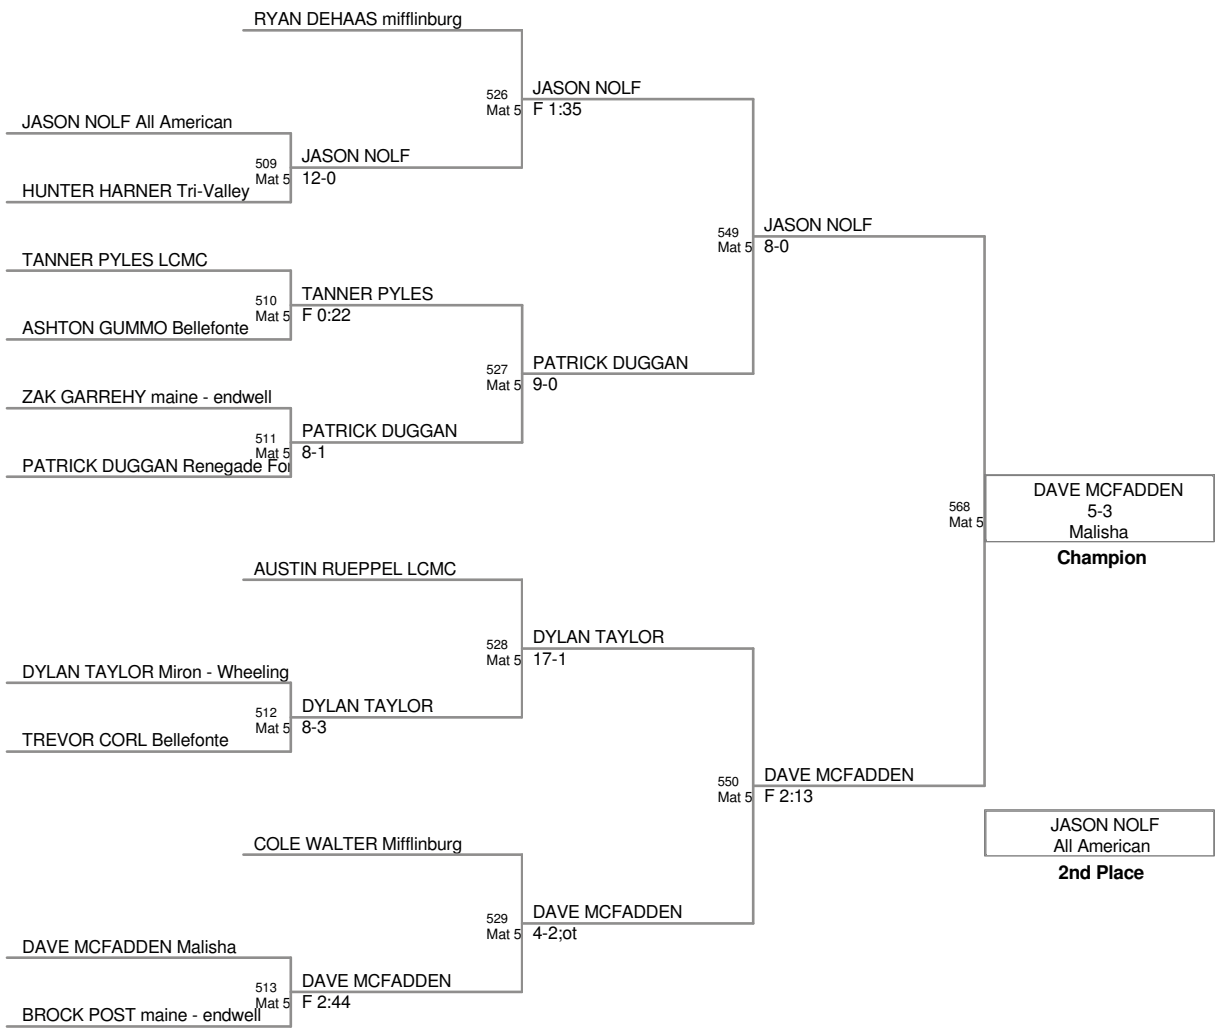 RYAN DEHAAS mifflinburg
526 JASON NOLF
Mat 5 F 1:35
JASON NOLF All American
509 JASON NOLF
Mat 5 12-0
HUNTER HARNER Tri-Valley
549 JASON NOLF
Mat 5 8-0
TANNER PYLES LCMC
510 TANNER PYLES
Mat 5 F 0:22
ASHTON GUMMO Bellefonte
527 PATRICK DUGGAN
Mat 5 9-0
ZAK GARREHY maine - endwell
511 PATRICK DUGGAN
Mat 5 8-1
PATRICK DUGGAN Renegade For
568 DAVE MCFADDEN
Mat 5 5-3
Malisha
Champion
AUSTIN RUEPPEL LCMC
528 DYLAN TAYLOR
Mat 5 17-1
DYLAN TAYLOR Miron - Wheeling
512 DYLAN TAYLOR
Mat 5 8-3
TREVOR CORL Bellefonte
550 DAVE MCFADDEN
Mat 5 F 2:13
COLE WALTER Mifflinburg
JASON NOLF
All American
2nd Place
529 DAVE MCFADDEN
Mat 5 4-2;ot
DAVE MCFADDEN Malisha
513 DAVE MCFADDEN
Mat 5 F 2:44
BROCK POST maine - endwell